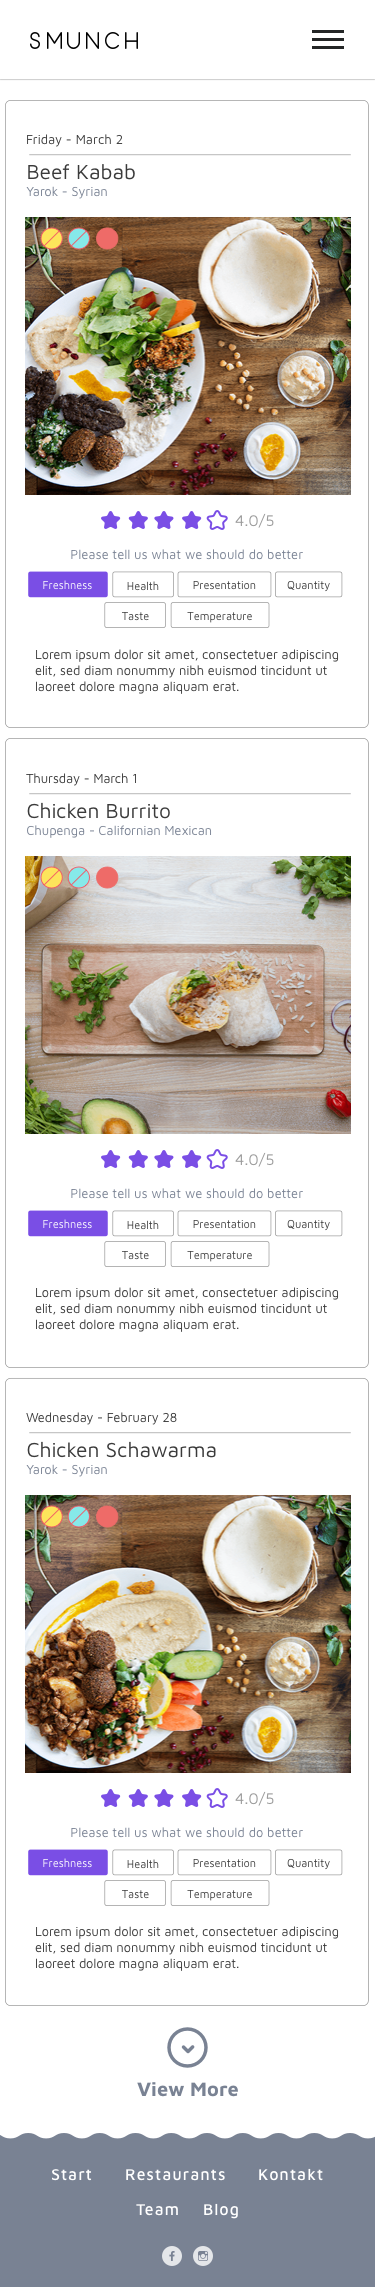 SMUNCH
Friday - March 2
Beef Kabab
Yarok - Syrian
4.0/5
Please tell us what we should do better
Freshness Health Presentation Quantity
Taste Temperature
Lorem ipsum dolor sit amet, consectetuer adipiscing
elit, sed diam nonummy nibh euismod tincidunt ut
laoreet dolore magna aliquam erat.
Thursday - March 1
Chicken Burrito
Chupenga - Californian Mexican
4.0/5
Please tell us what we should do better
Freshness Health Presentation Quantity
Taste Temperature
Lorem ipsum dolor sit amet, consectetuer adipiscing
elit, sed diam nonummy nibh euismod tincidunt ut
laoreet dolore magna aliquam erat.
Wednesday - February 28
Chicken Schawarma
Yarok - Syrian
4.0/5
Please tell us what we should do better
Freshness Health Presentation Quantity
Taste Temperature
Lorem ipsum dolor sit amet, consectetuer adipiscing
elit, sed diam nonummy nibh euismod tincidunt ut
laoreet dolore magna aliquam erat.
View More
Start Restaurants Kontakt
Team Blog